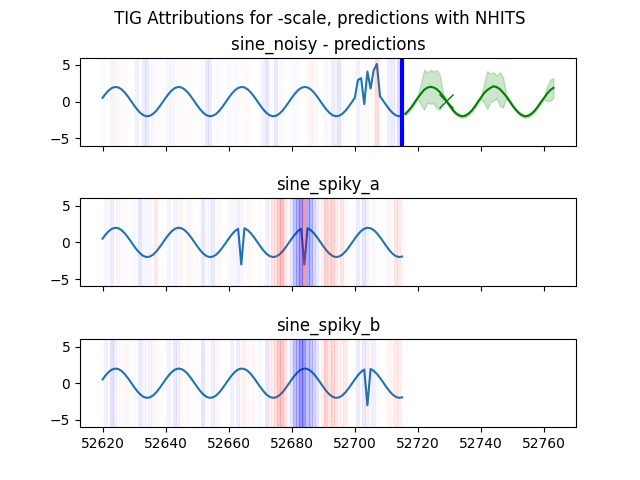 TIG Attributions for -scale, predictions with NHITS
sine_noisy - predictions
5
0
−5
sine_spiky_a
5
0
−5
sine_spiky_b
5
0
−5
52620 52640 52660 52680 52700 52720 52740 52760